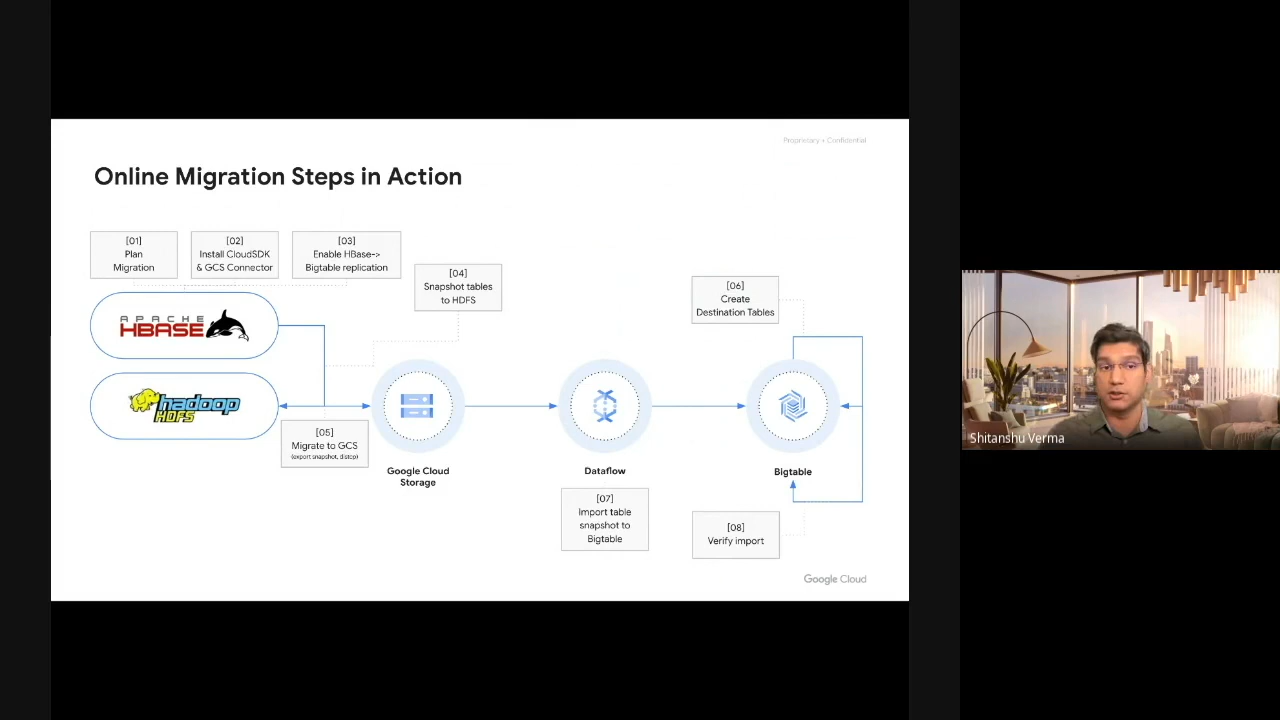 Proprietary + Confidential
Online Migration Steps in Action
[01]
Plan
Migration
[02]
Install CloudSDK
& GCS Connector
[03]
Enable HBase->
Bigtable replication
[04]
Snapshot tables
to HDFS
[06]
Create
Destination Tables
APACHE
HBASE
hadoop
HDFS
[05]
Migrate to GCS
(export snapshot, distcp)
Google Cloud
Storage
Dataflow
Bigtable
[07]
Import table
snapshot to
Bigtable
[08]
Verify import
Google Cloud
Shitanshu Verma